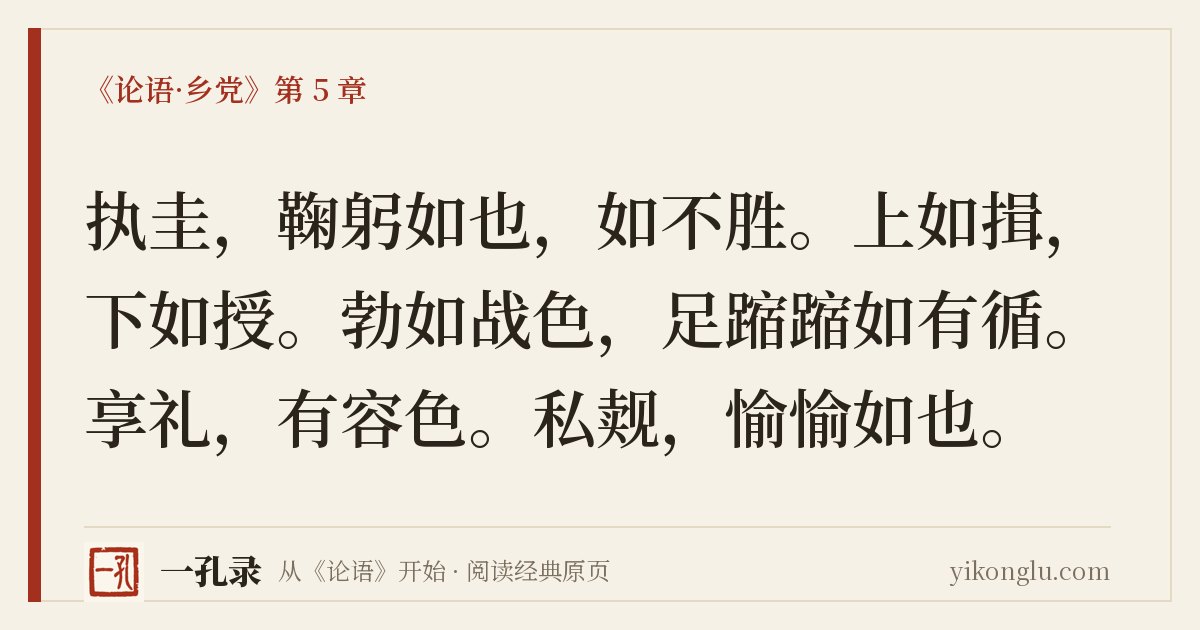 《论语·乡党》第 5 章
执圭，鞠躬如也，如不胜。上如揖，
下如授。勃如战色，足蹜蹜如有循。
享礼，有容色。私觌，愉愉如也。
一孔
一孔录 从《论语》开始 · 阅读经典原页 yikonglu.com